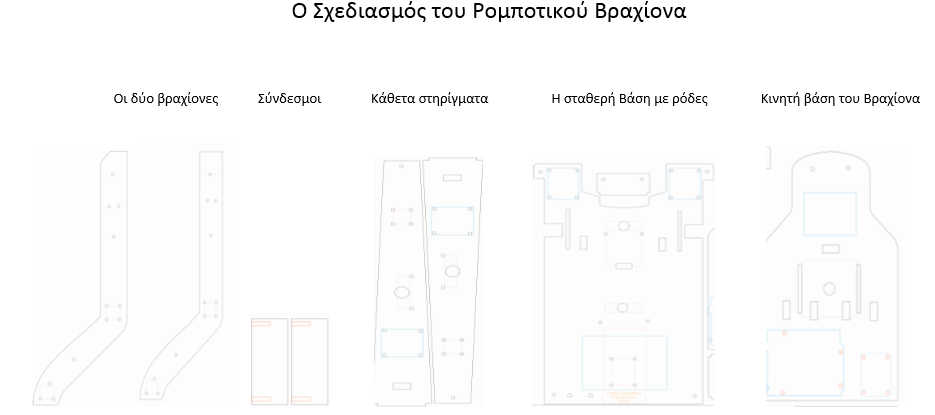 Ο Σχεδιασμός του Ρομποτικού Βραχίονα
Οι δύο βραχίονες
Σύνδεσμοι
Κάθετα στηρίγματα
Η σταθερή Βάση με ρόδες
Κινητή βάση του Βραχίονα